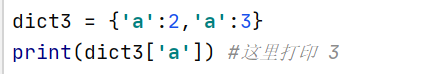 dict3 = {'a':2,'a':3}
print(dict3['a']) #这里打印 3